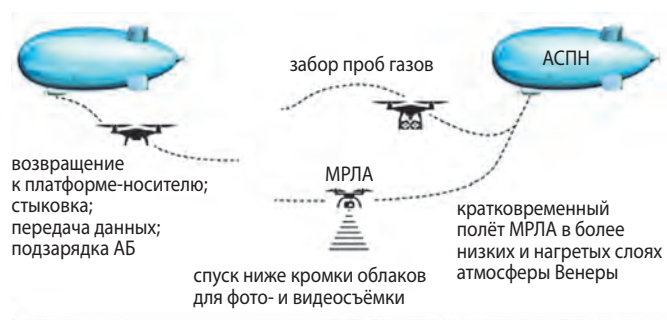 АСПН
забор проб газов
МРЛА
возвращение
к платформе-носителю;
стыковка;
передача данных;
подзарядка АБ
спуск ниже кромки облаков
для фото- и видеосъёмки
кратковременный
полёт МРЛА в более
низких и нагретых слоях
атмосферы Венеры